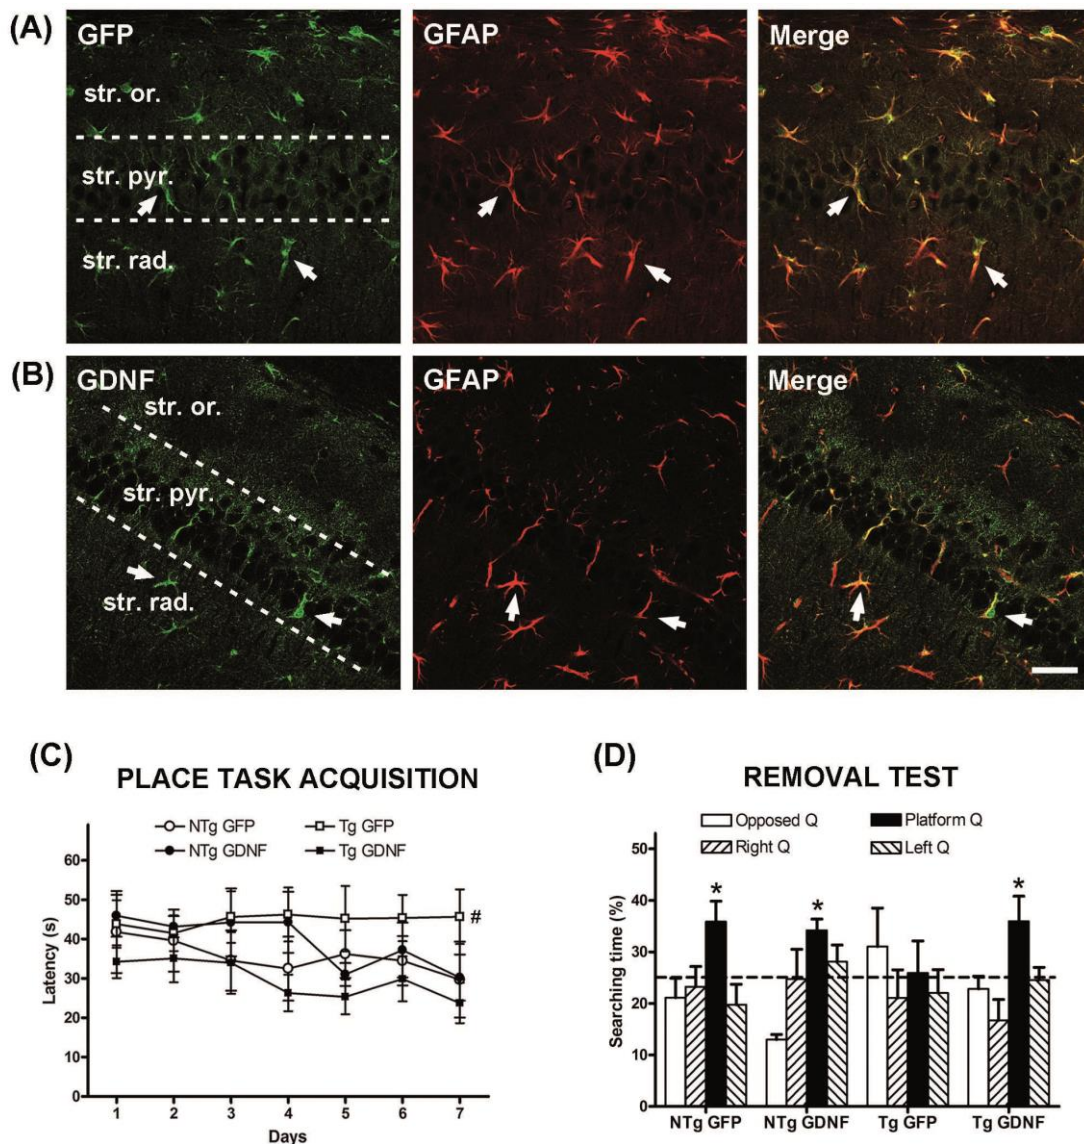 (A)
GFP
GFAP
Merge
str. or.
str. pyr.
str. rad.
(B)
GDNF
GFAP
Merge
str. or.
str. pyr.
str. rad.
(C)
PLACE TASK ACQUISITION
NTg GFP
Tg GFP
NTg GDNF
Tg GDNF
60
50
40
30
20
10
0
Latency (s)
#
1 2 3 4 5 6 7
Days
(D)
REMOVAL TEST
Opposed Q
Platform Q
Right Q
Left Q
50
40
30
20
10
0
Searching time (%)
* * *
NTg GFP NTg GDNF Tg GFP Tg GDNF